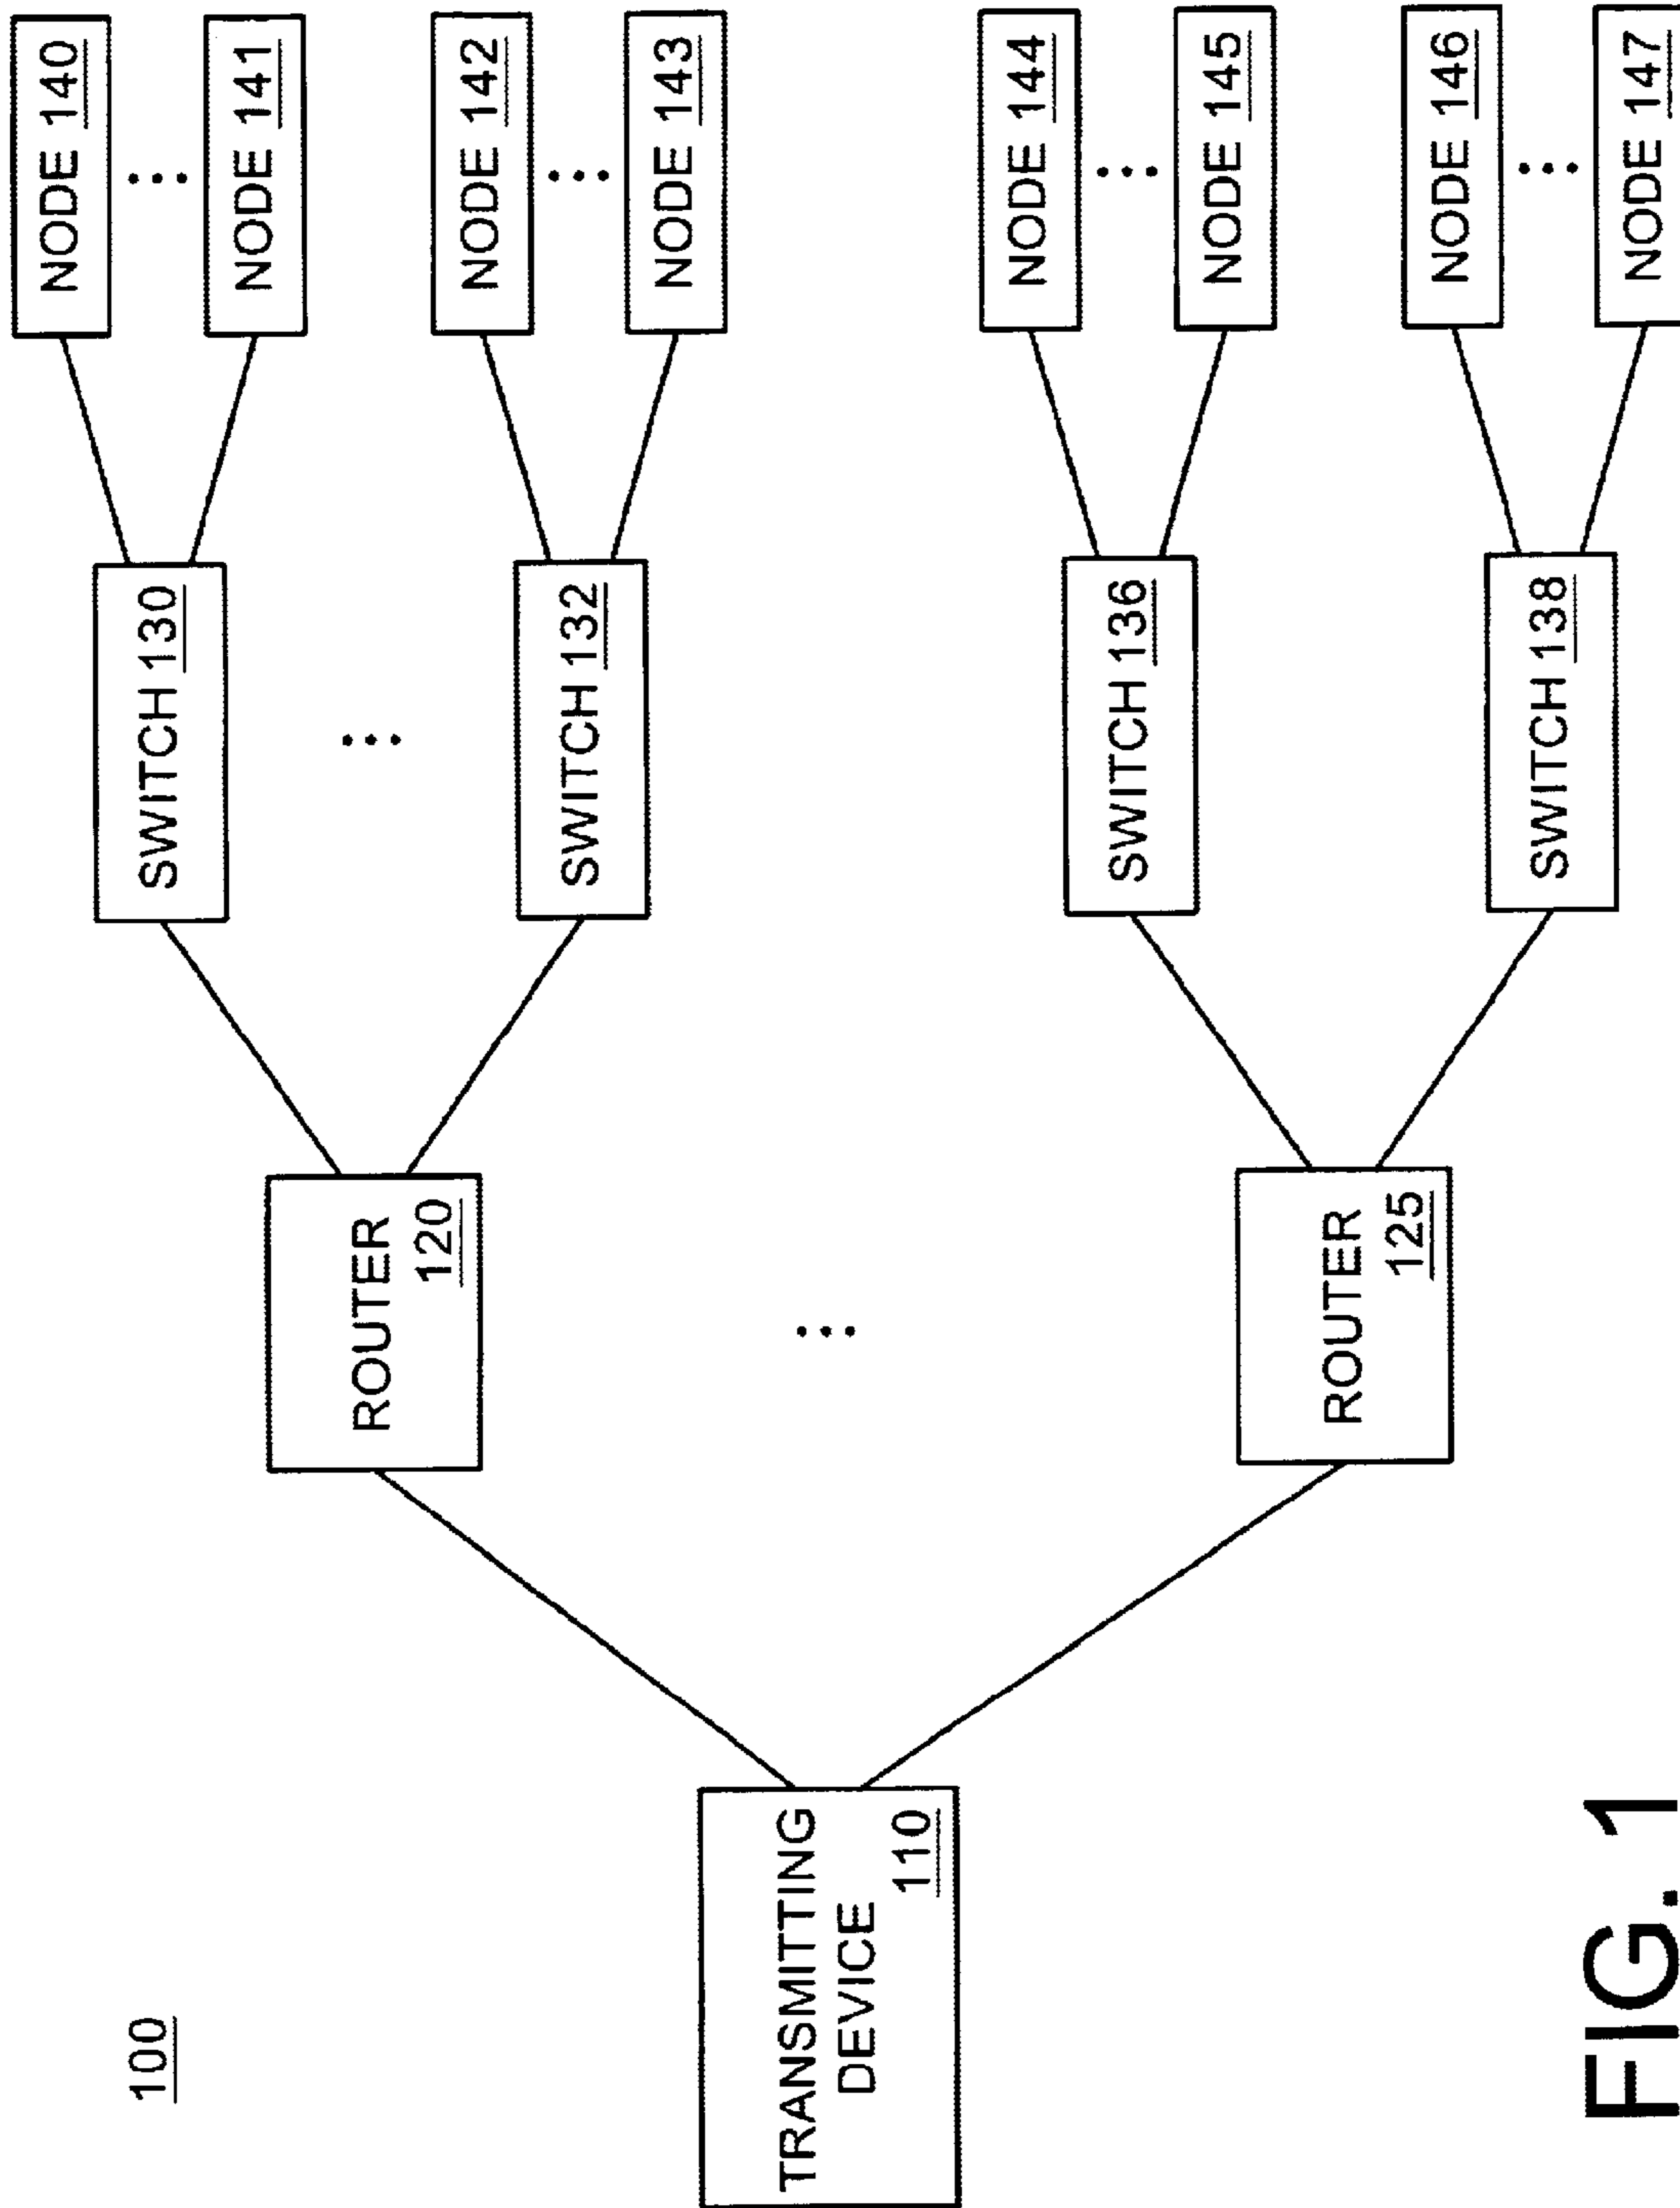 100
TRANSMITTING
DEVICE
110
ROUTER
120
ROUTER
125
SWITCH 130
SWITCH 132
SWITCH 136
SWITCH 138
NODE 140
NODE 141
NODE 142
NODE 143
NODE 144
NODE 145
NODE 146
NODE 147
FIG. 1